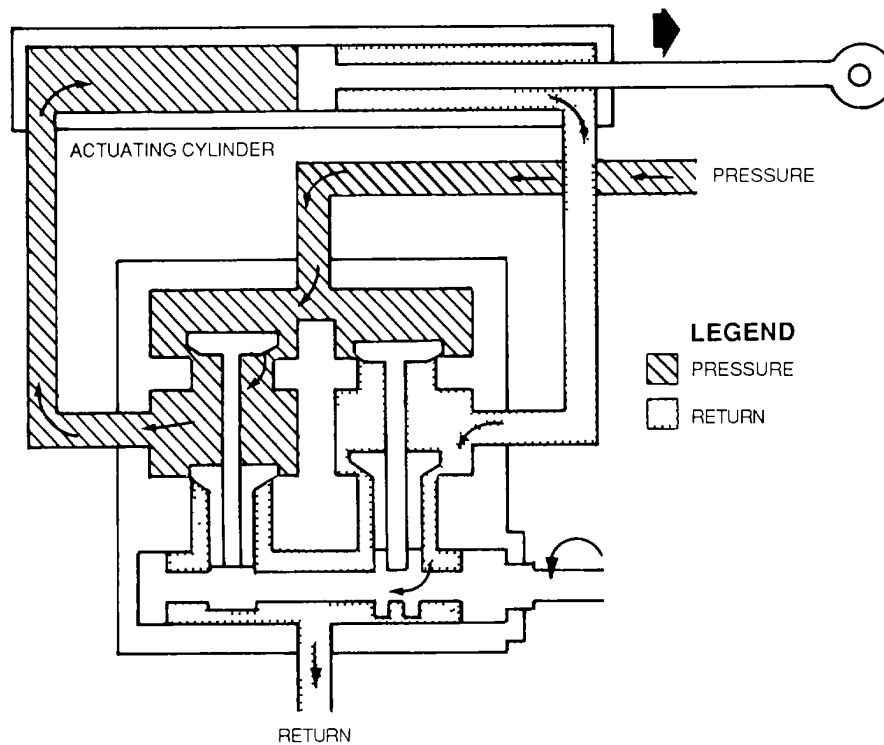 ACTUATING CYLINDER
PRESSURE
LEGEND
PRESSURE
RETURN
RETURN